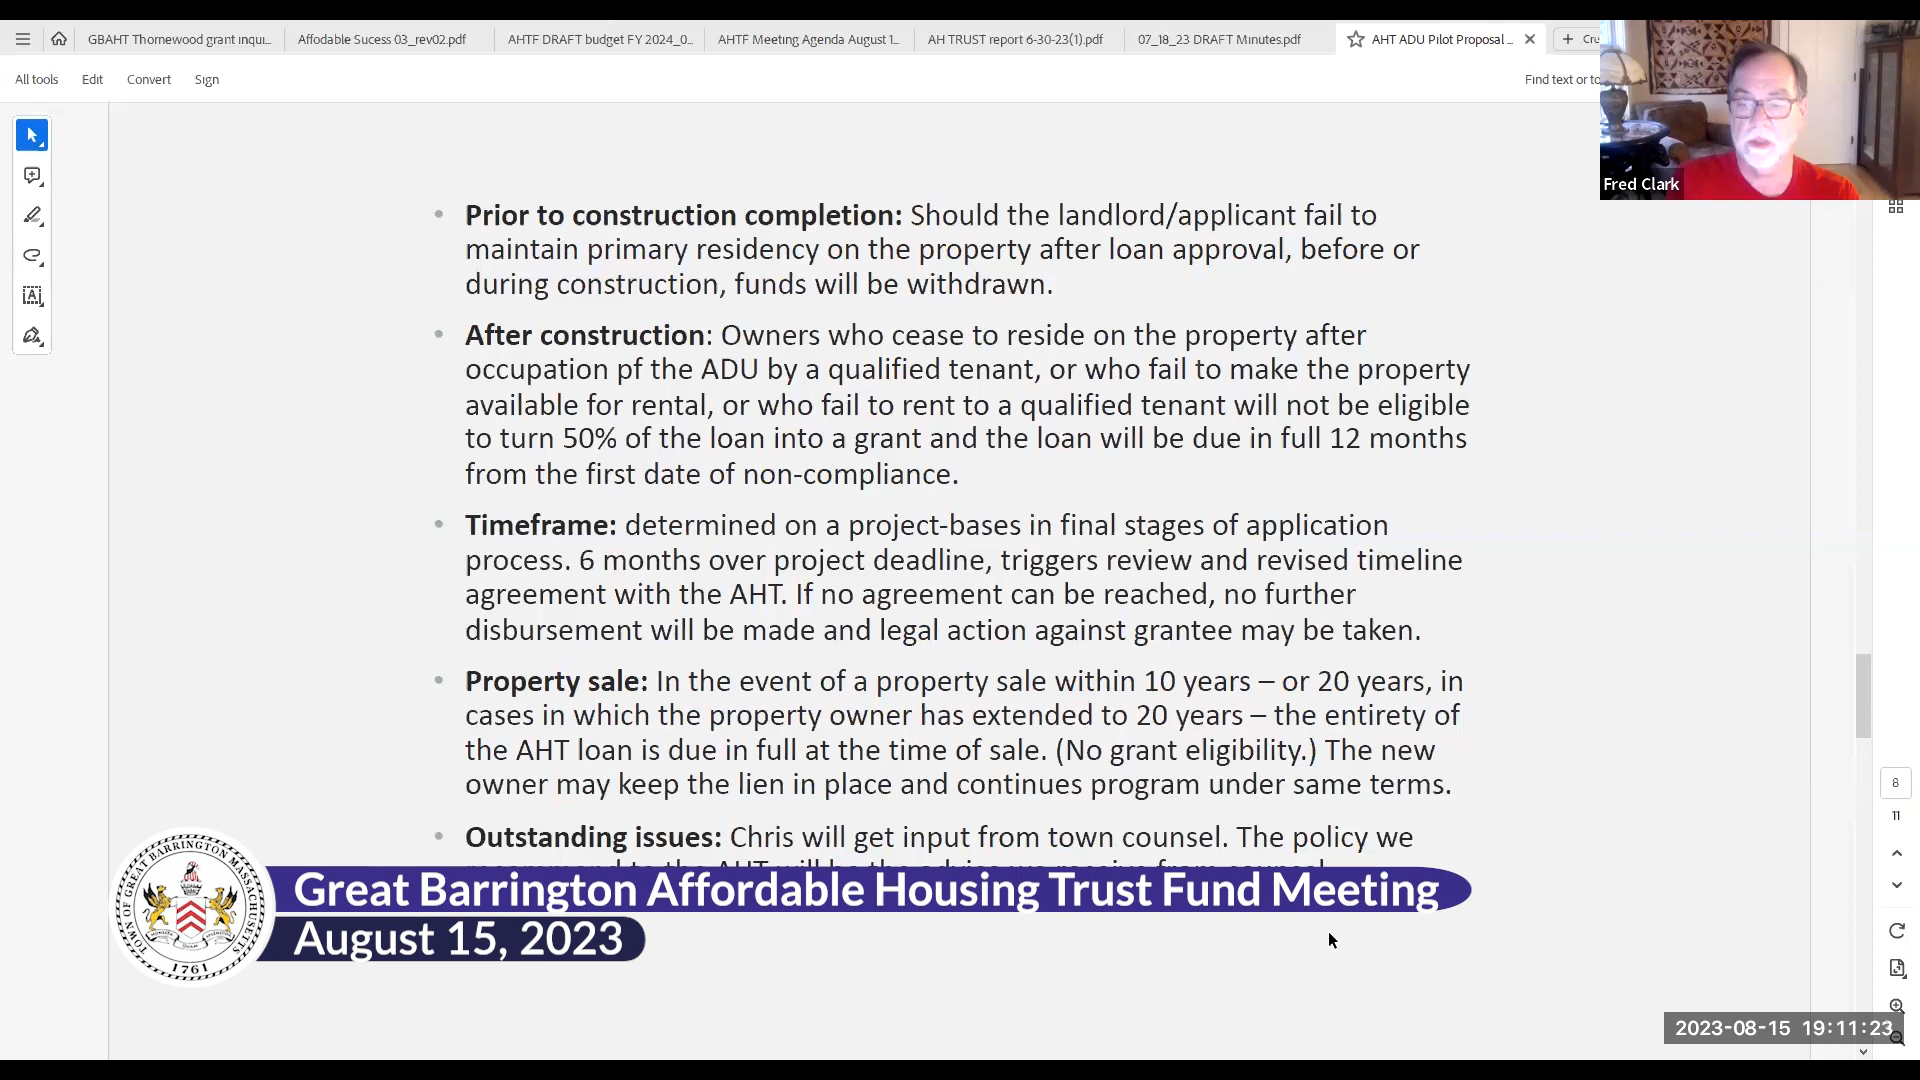 GBAHT Thornewood grant inqui...
Affodable Sucess 03_rev02.pdf
AHTF DRAFT budget FY 2024_0...
AHTF Meeting Agenda August 1...
AH TRUST report 6-30-23(1).pdf
07_18_23 DRAFT Minutes.pdf
AHT ADU Pilot Proposal ...
All tools
Edit
Convert
Sign
Find text or to
Fred Clark
• Prior to construction completion: Should the landlord/applicant fail to
maintain primary residency on the property after loan approval, before or
during construction, funds will be withdrawn.
• After construction: Owners who cease to reside on the property after
occupation pf the ADU by a qualified tenant, or who fail to make the property
available for rental, or who fail to rent to a qualified tenant will not be eligible
to turn 50% of the loan into a grant and the loan will be due in full 12 months
from the first date of non-compliance.
• Timeframe: determined on a project-bases in final stages of application
process. 6 months over project deadline, triggers review and revised timeline
agreement with the AHT. If no agreement can be reached, no further
disbursement will be made and legal action against grantee may be taken.
• Property sale: In the event of a property sale within 10 years – or 20 years, in
cases in which the property owner has extended to 20 years – the entirety of
the AHT loan is due in full at the time of sale. (No grant eligibility.) The new
owner may keep the lien in place and continues program under same terms.
• Outstanding issues: Chris will get input from town counsel. The policy we
8
11
TOWN OF GREAT BARRINGTON MASSACHUSETTS
1761
Great Barrington Affordable Housing Trust Fund Meeting
August 15, 2023
2023-08-15 19:11:23